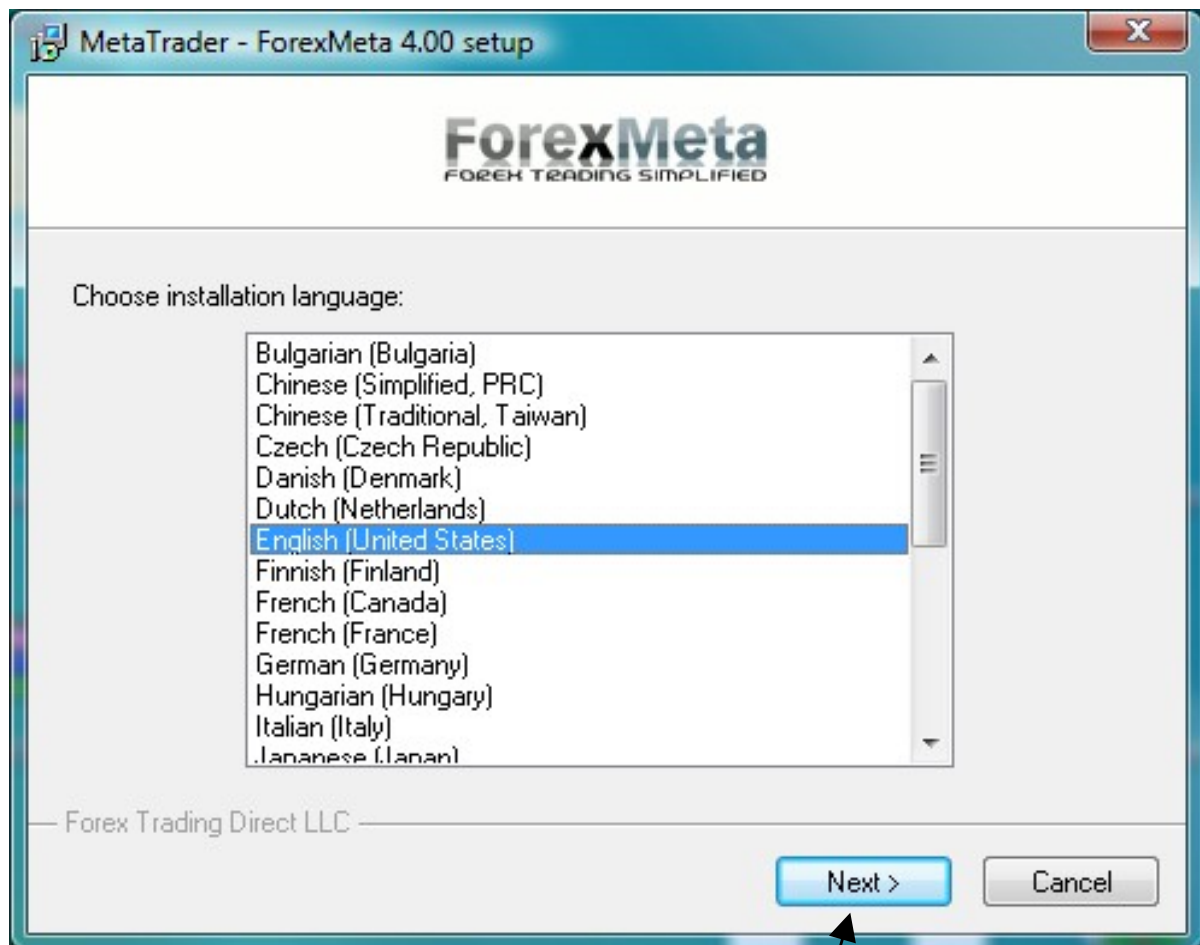 MetaTrader - ForexMeta 4.00 setup
ForexMeta
FOREX TRADING SIMPLIFIED
Choose installation language:
Bulgarian (Bulgaria)
Chinese (Simplified, PRC)
Chinese (Traditional, Taiwan)
Czech (Czech Republic)
Danish (Denmark)
Dutch (Netherlands)
English (United States)
Finnish (Finland)
French (Canada)
French (France)
German (Germany)
Hungarian (Hungary)
Italian (Italy)
Japanese (Japan)
Forex Trading Direct LLC
Next > Cancel